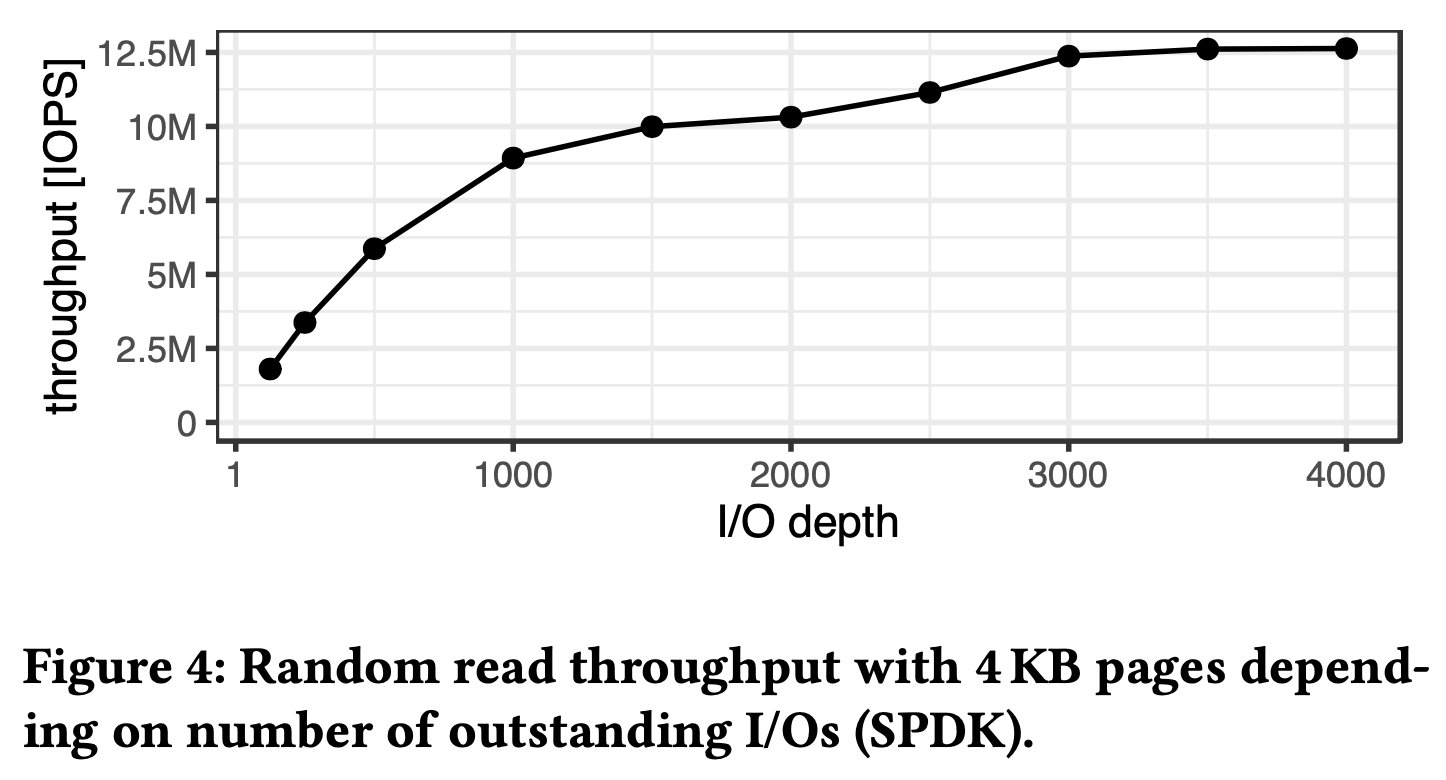 throughput [IOPS]
12.5M
10M
7.5M
5M
2.5M
0
1 1000 2000 3000 4000
I/O depth
Figure 4: Random read throughput with 4 KB pages depend-
ing on number of outstanding I/Os (SPDK).